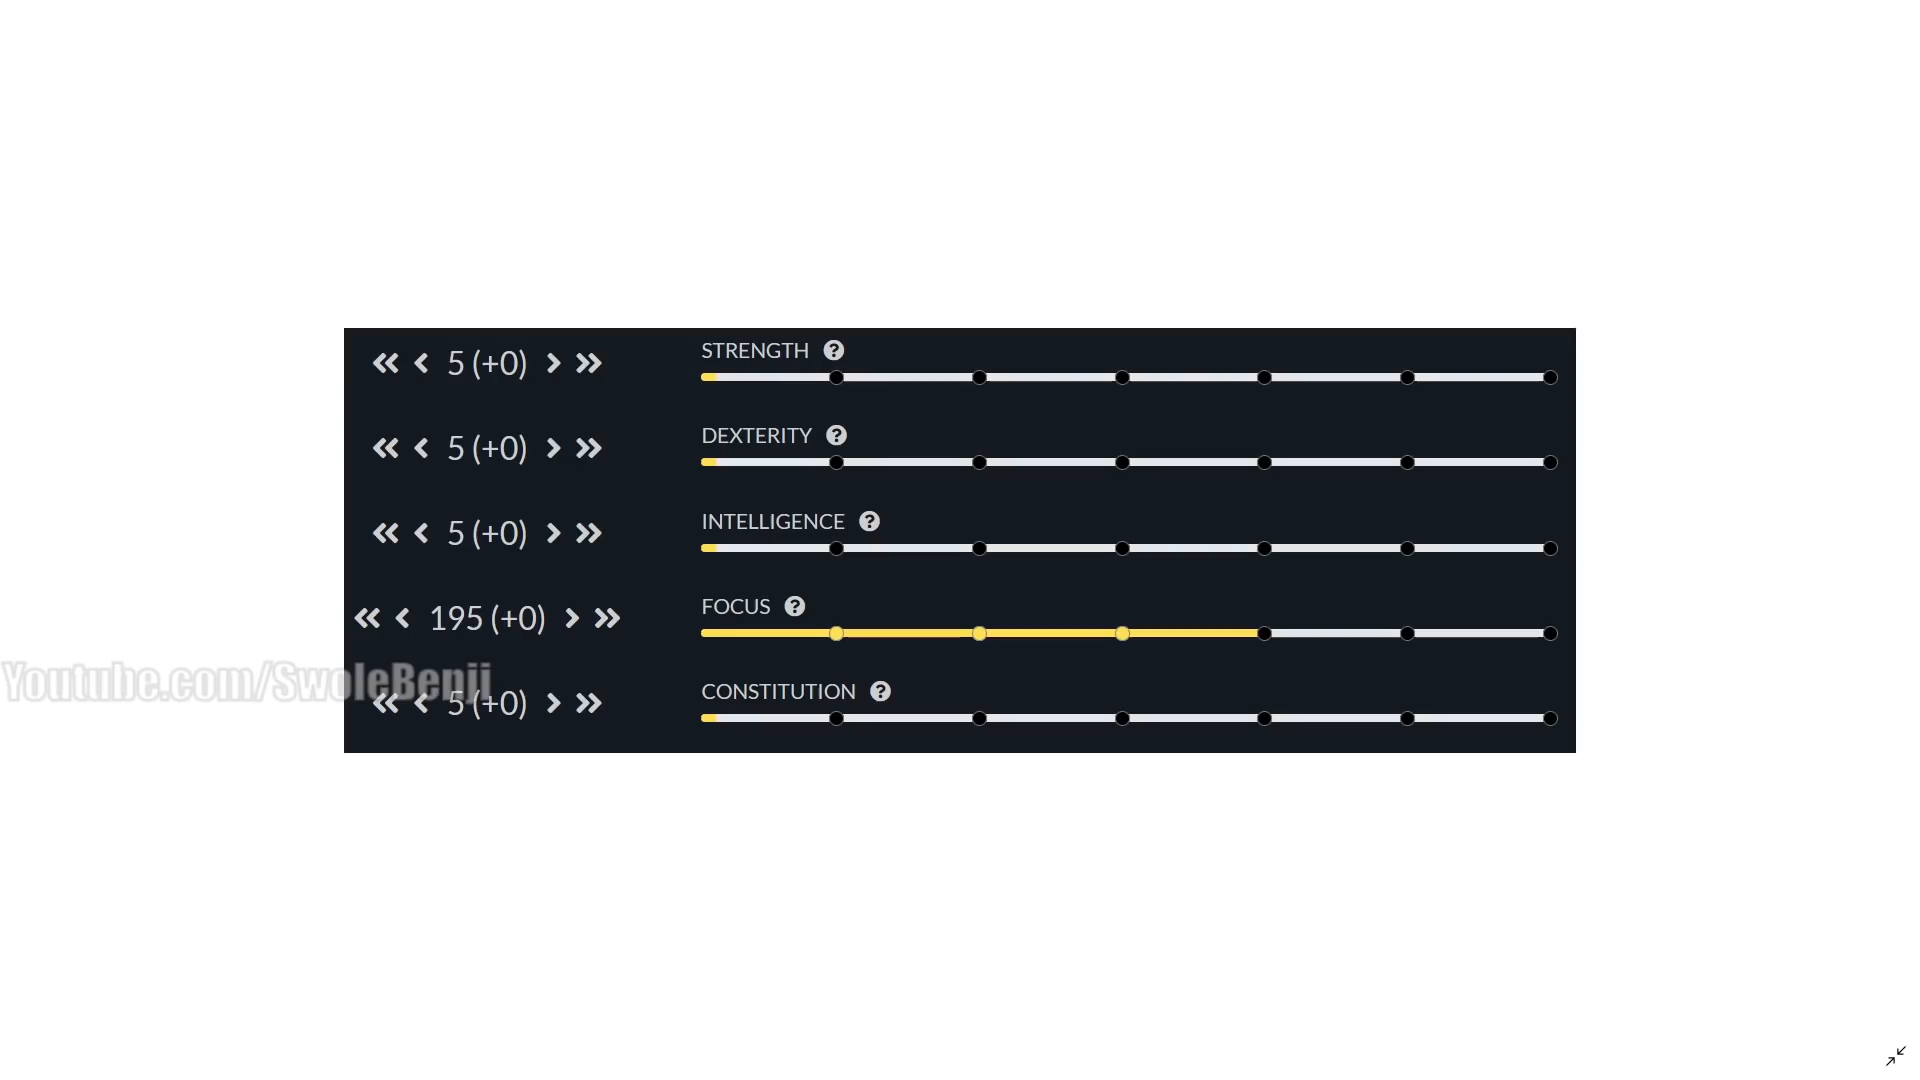 5 (+0) STRENGTH ?
5 (+0) DEXTERITY ?
5 (+0) INTELLIGENCE ?
195 (+0) FOCUS ?
Youtube.com/SwoleBenji
5 (+0) CONSTITUTION ?